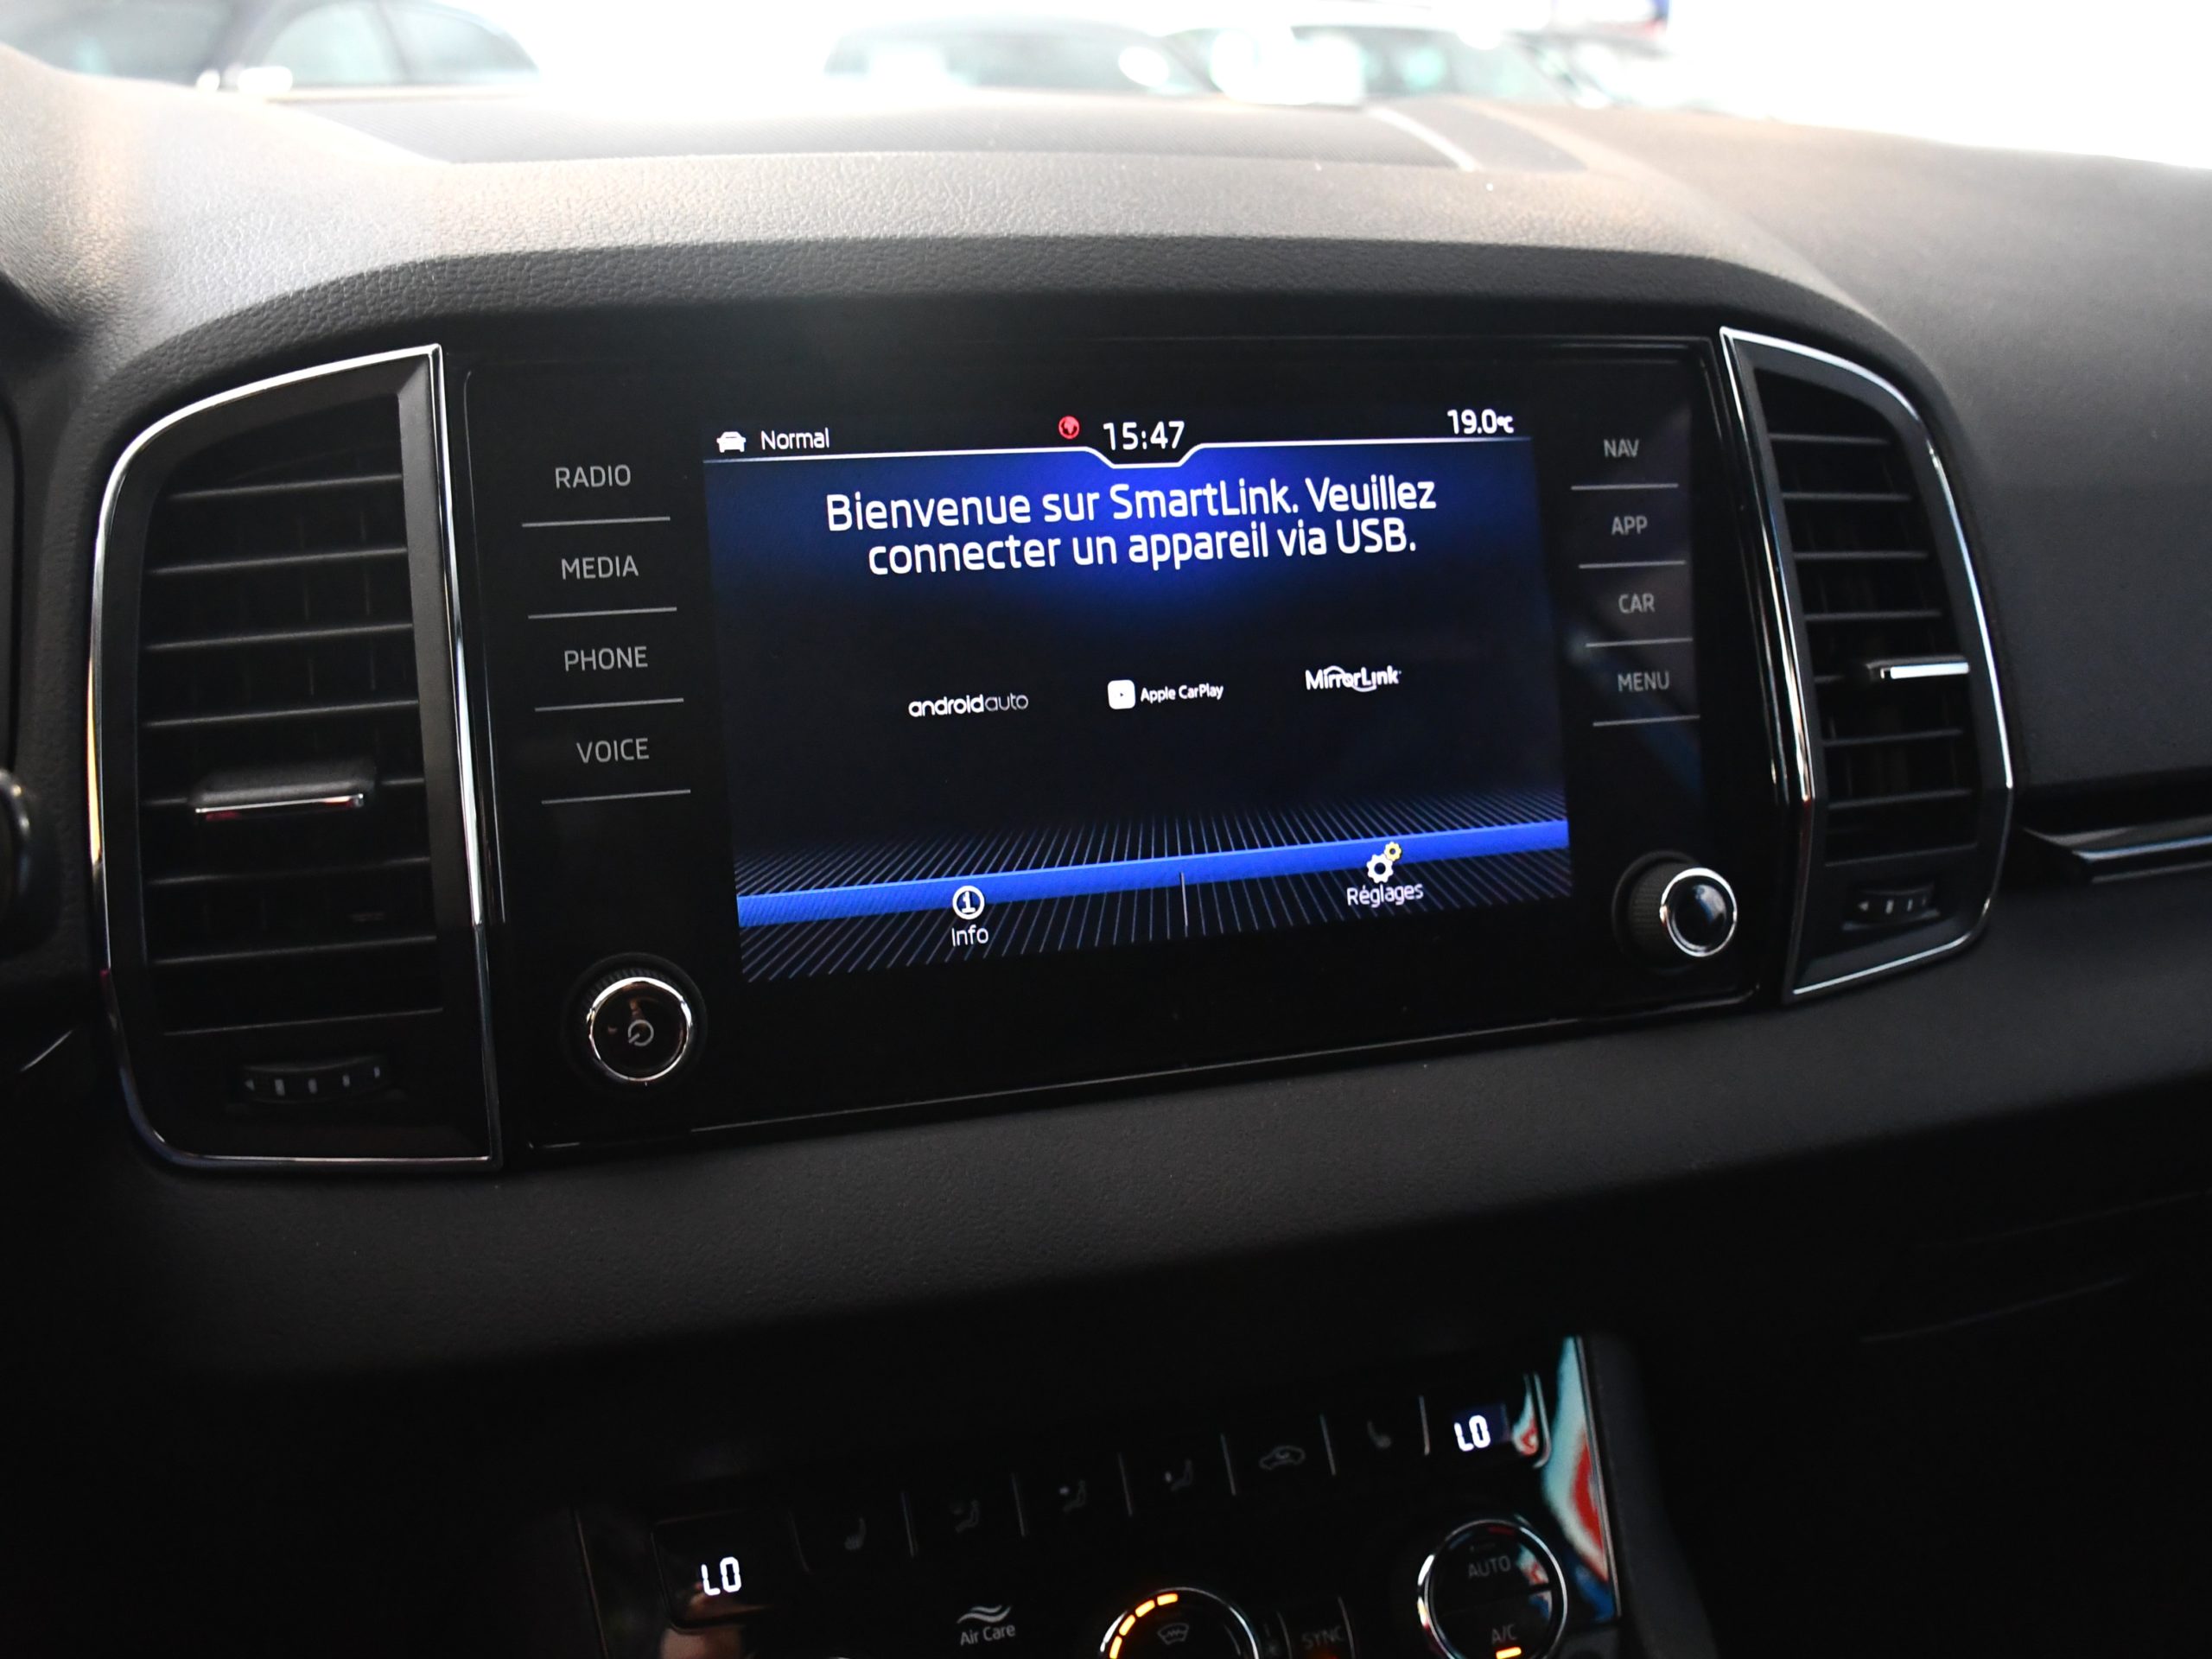 Normal
15:47
19.0°C
Bienvenue sur SmartLink. Veuillez
connecter un appareil via USB.
androidauto
Apple CarPlay
MirrorLink
Info
Réglages
RADIO
MEDIA
PHONE
VOICE
NAV
APP
CAR
MENU
LO
LO
Air Care
SYNC
AUTO
A/C